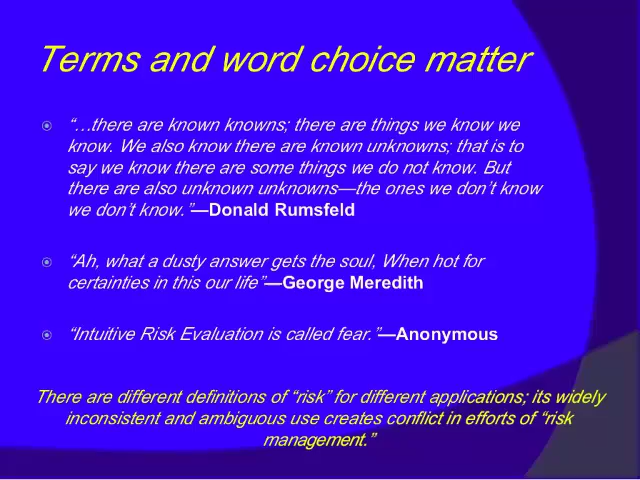 Terms and word choice matter
“…there are known knowns; there are things we know we
know. We also know there are known unknowns; that is to
say we know there are some things we do not know. But
there are also unknown unknowns—the ones we don’t know
we don’t know.”—Donald Rumsfeld
“Ah, what a dusty answer gets the soul, When hot for
certainties in this our life”—George Meredith
“Intuitive Risk Evaluation is called fear.”—Anonymous
There are different definitions of “risk” for different applications; its widely
inconsistent and ambiguous use creates conflict in efforts of “risk
management.”